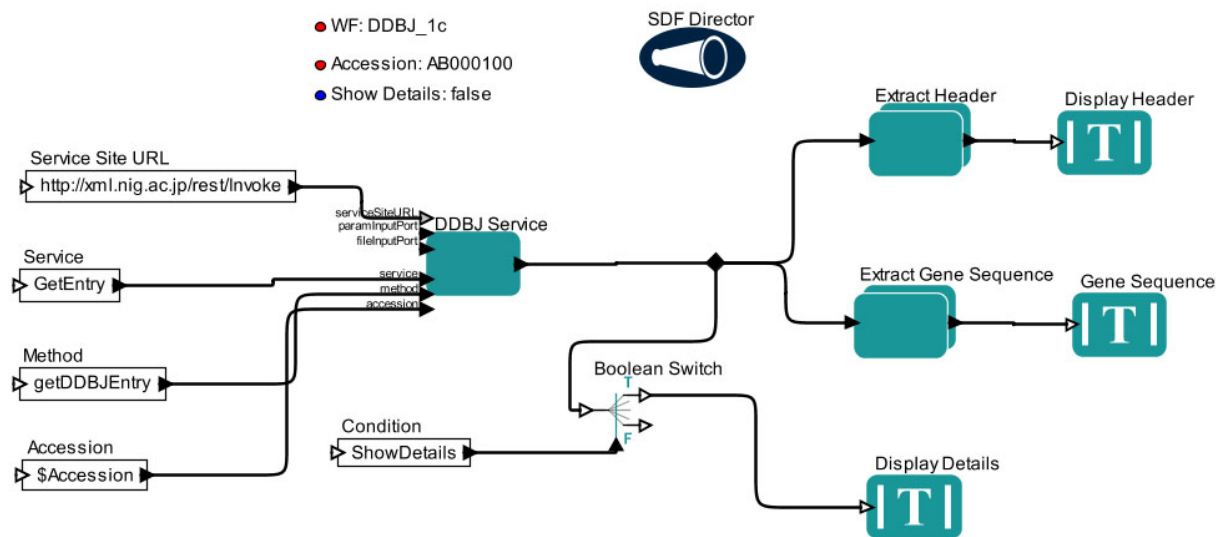 WF: DDBJ_1c
SDF Director
Accession: AB000100
Show Details: false
Extract Header
Display Header
T
Service Site URL
http://xml.nig.ac.jp/rest/Invoke
serviceSiteURL
paramInputPort
fileInputPort
DDBJ Service
service
method
accession
Service
GetEntry
Extract Gene Sequence
Gene Sequence
T
Method
getDDBJEntry
Boolean Switch
T
F
Condition
ShowDetails
Accession
$Accession
Display Details
T